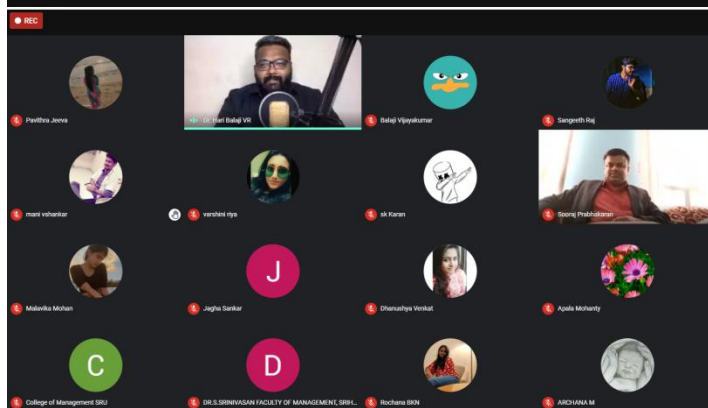 REC
Pavithra Jeeva
Dr. Hari Balaji VR
Balaji Vijayakumar
Sangeeth Raj
mani vshankar
varshini riya
sk Karan
Sooraj Prabhakaran
Malavika Mohan
J
Jagha Sankar
Dhanushya Venkat
Apala Mohanty
C
College of Management SRU
D
DR.S.SRINIVASAN FACULTY OF MANAGEMENT, SRIH...
Rochana BKN
ARCHANA M